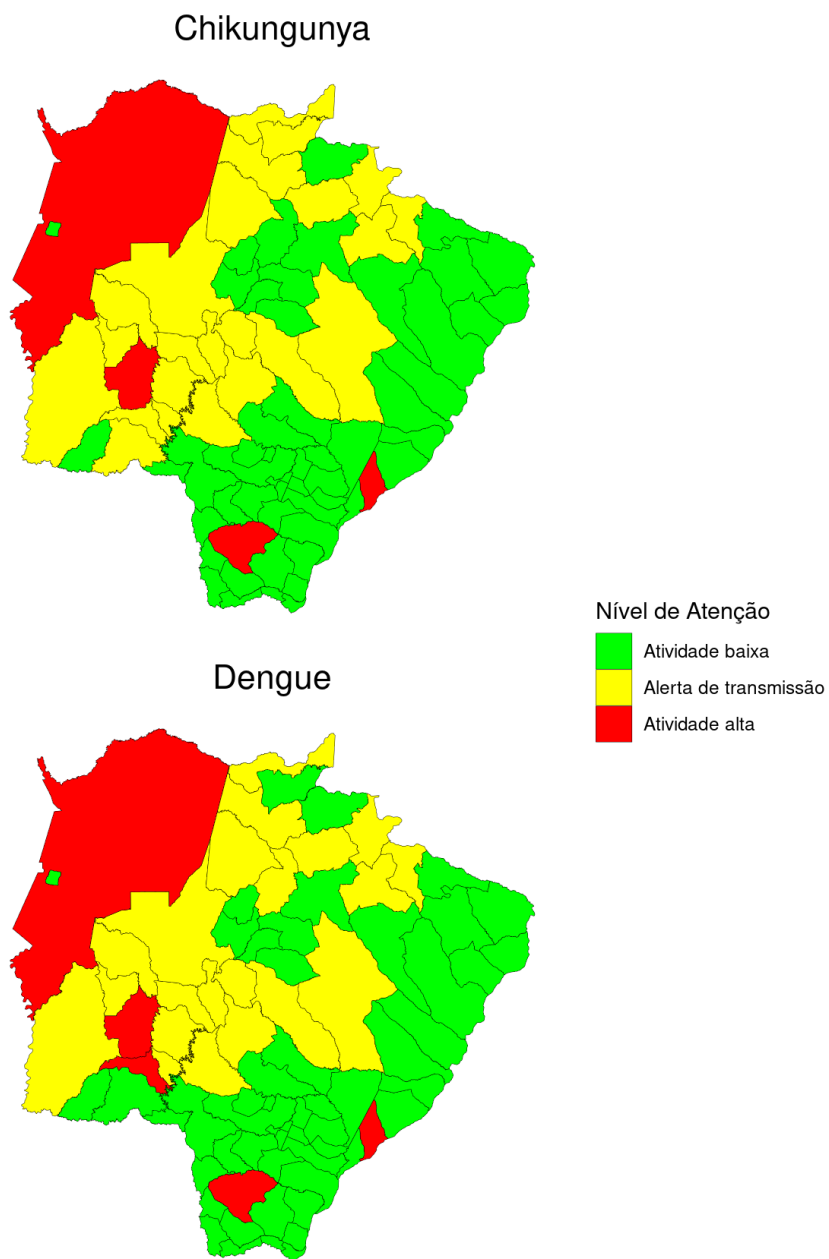 Chikungunya
Nível de Atenção
Atividade baixa
Alerta de transmissão
Atividade alta
Dengue